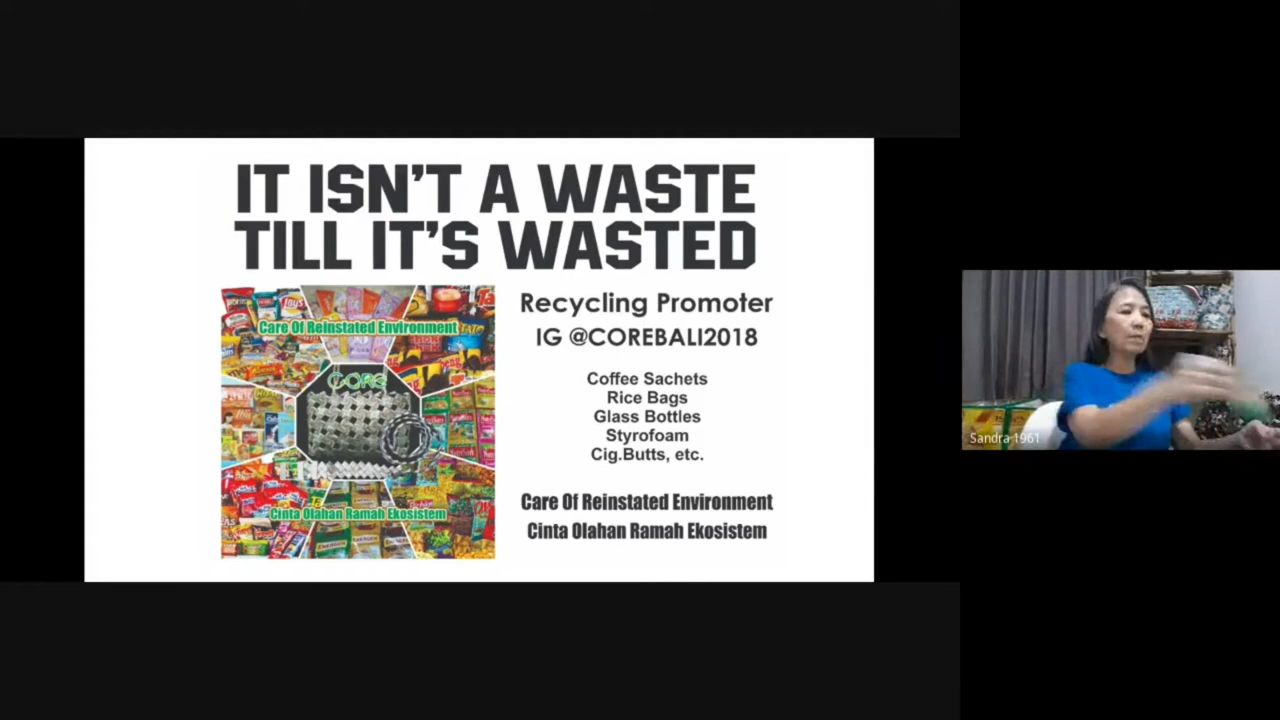 IT ISN'T A WASTE
TILL IT'S WASTED
Care Of Reinstated Environment
CORE
Cinta Olahan Ramah Ekosistem
Recycling Promoter
IG @COREBALI2018
Coffee Sachets
Rice Bags
Glass Bottles
Styrofoam
Cig.Butts, etc.
Care Of Reinstated Environment
Cinta Olahan Ramah Ekosistem
Sandra 1961